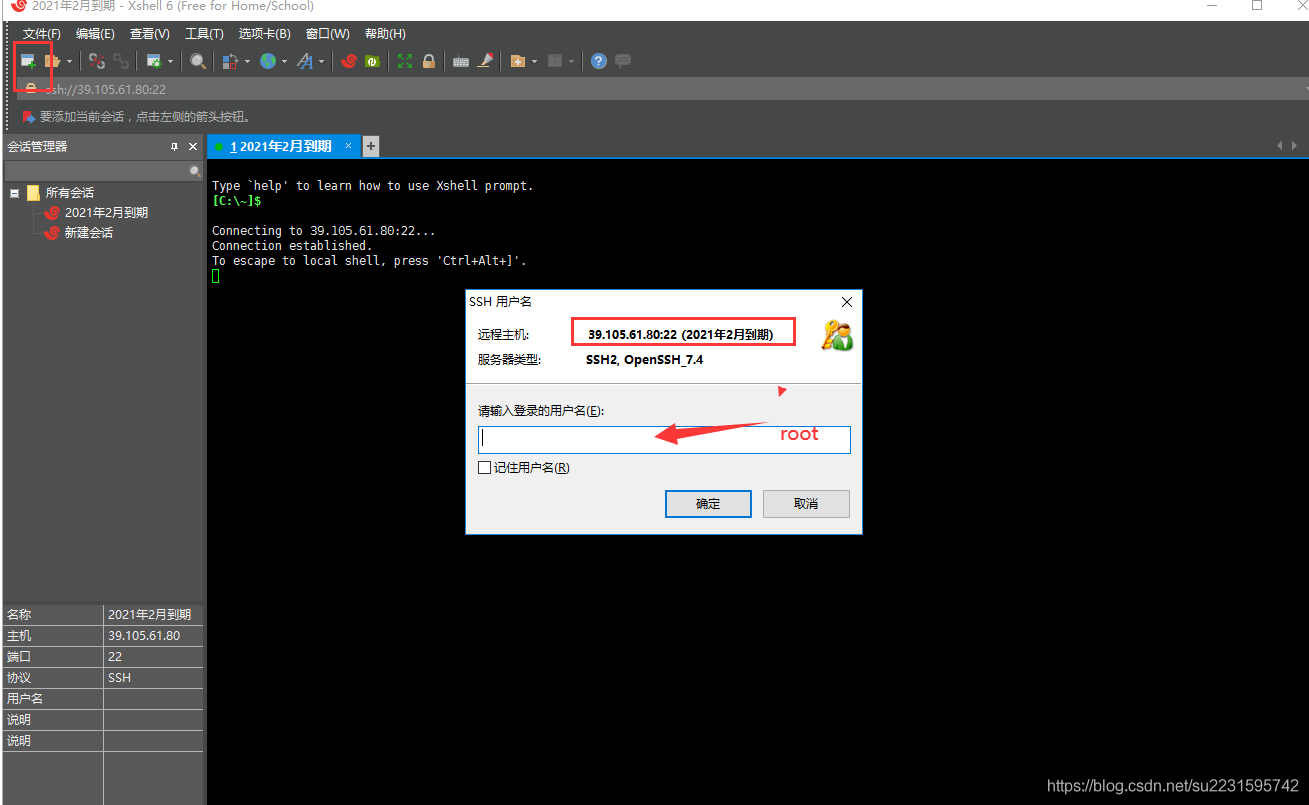 2021年2月到期 - Xshell 6 (Free for Home/School)
文件(F) 编辑(E) 查看(V) 工具(T) 选项卡(B) 窗口(W) 帮助(H)
ssh://39.105.61.80:22
要添加当前会话，点击左侧的箭头按钮。
会话管理器
1 2021年2月到期
所有会话
2021年2月到期
新建会话
Type `help' to learn how to use Xshell prompt.
[C:\~]$
Connecting to 39.105.61.80:22...
Connection established.
To escape to local shell, press 'Ctrl+Alt+]'.
SSH 用户名
远程主机: 39.105.61.80:22 (2021年2月到期)
服务器类型: SSH2, OpenSSH_7.4
请输入登录的用户名(E):
root
记住用户名(R)
确定 取消
名称 2021年2月到期
主机 39.105.61.80
端口 22
协议 SSH
用户名
说明
说明
https://blog.csdn.net/su2231595742